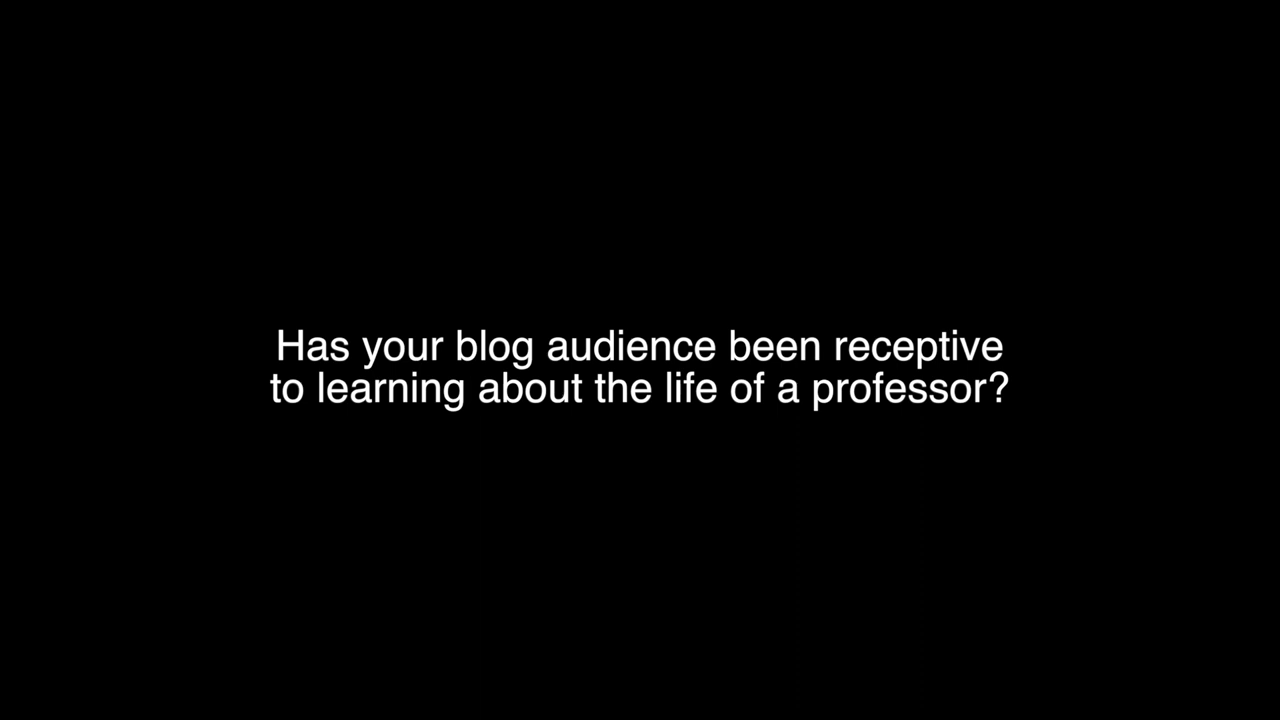 Has your blog audience been receptive
to learning about the life of a professor?